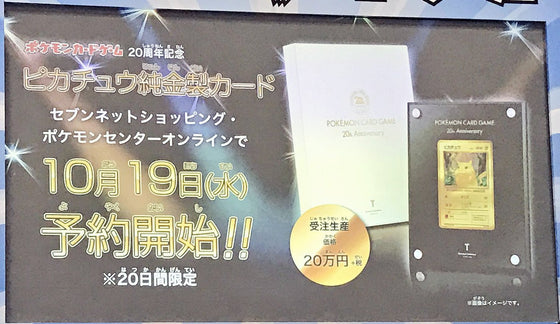 ポケモンカードゲーム 20周年記念
ピカチュウ純金製カード
セブンネットショッピング・
ポケモンセンターオンラインで
10月19日(水)
予約開始!!
※20日間限定
POKÉMON CARD GAME
20th Anniversary
受注生産
価格
20万円+税
POKÉMON CARD GAME
20th Anniversary
ピカチュウ
※画像はイメージです。